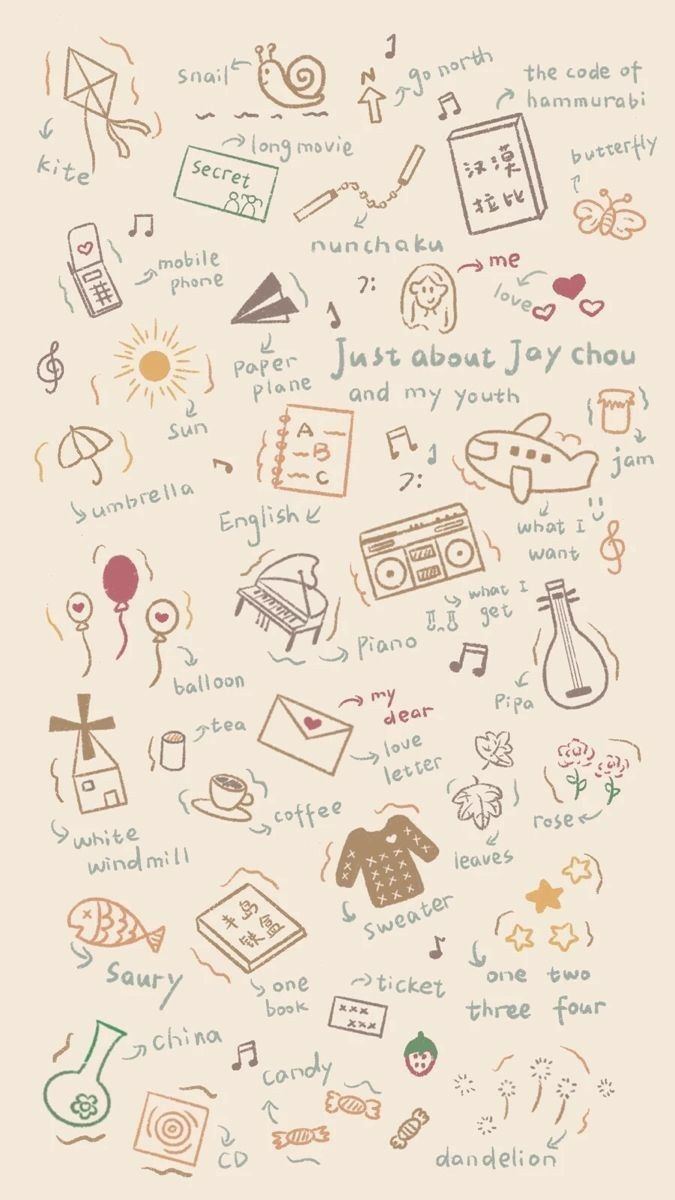 snail
N
go north
the code of
hammurabi
long movie
secret
kite
汉漠
拉比
butterfly
nunchaku
mobile
phone
me
love
paper
plane
Just about Jay chou
and my youth
sun
jam
umbrella
A
B
C
English
what I
want
what I
get
Piano
balloon
Pipa
my
dear
tea
love
letter
coffee
rose
white
windmill
leaves
sweater
半岛
铁盒
Saury
one
book
ticket
one two
three four
xxx
xxx
china
candy
CD
dandelion